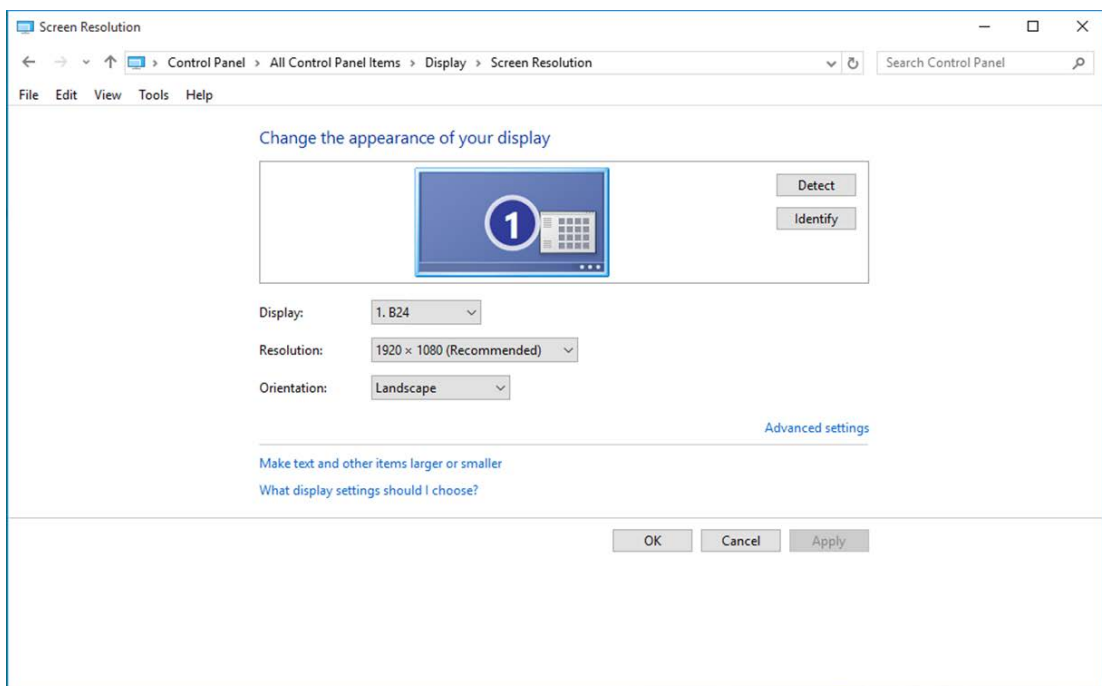 Screen Resolution
Control Panel > All Control Panel Items > Display > Screen Resolution
Search Control Panel
File Edit View Tools Help
Change the appearance of your display
1
Detect
Identify
Display: 1. B24
Resolution: 1920 × 1080 (Recommended)
Orientation: Landscape
Advanced settings
Make text and other items larger or smaller
What display settings should I choose?
OK Cancel Apply